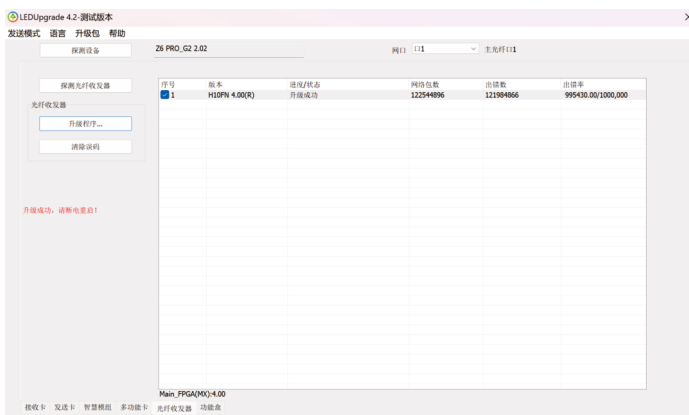 LEDUpgrade 4.2-测试版本
发送模式 语言 升级包 帮助
探测设备 Z6 PRO_G2 2.02 网口 口1 主光纤口1
探测光纤收发器
序号 版本 进度/状态 网络包数 出错数 出错率
1 H10FN 4.00(R) 升级成功 122544896 121984866 995430.00/1000,000
光纤收发器
升级程序...
清除误码
升级成功，请断电重启!
Main_FPGA(MX):4.00
接收卡 发送卡 智慧模组 多功能卡 光纤收发器 功能盒